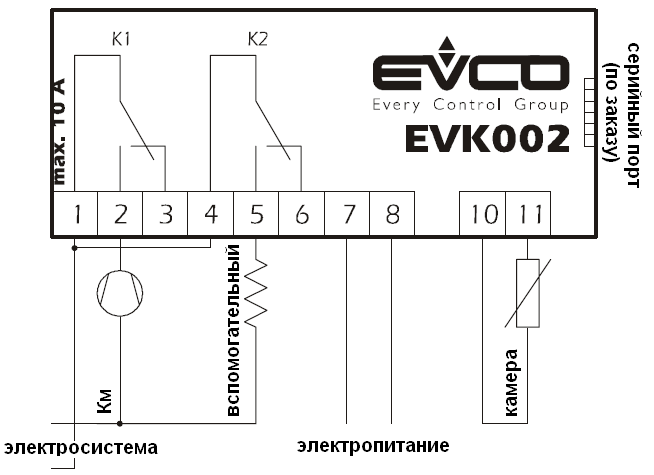 K1
K2
EVCO
Every Control Group
EVK002
max. 10 A
серийный порт
(по заказу)
1 2 3 4 5 6 7 8 10 11
Км
вспомогательный
камера
электросистема
электропитание